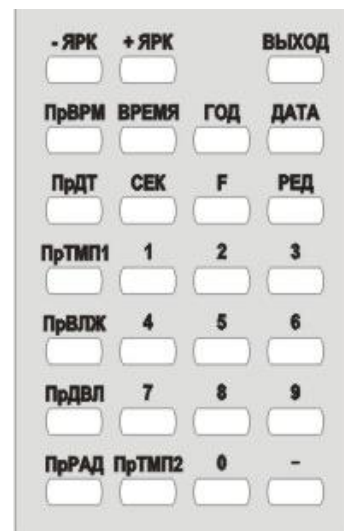 - ЯРК + ЯРК ВЫХОД
ПрВРМ ВРЕМЯ ГОД ДАТА
ПрДТ СЕК F РЕД
ПрТМП1 1 2 3
ПрВЛЖ 4 5 6
ПрДВЛ 7 8 9
ПрРАД ПрТМП2 0 –